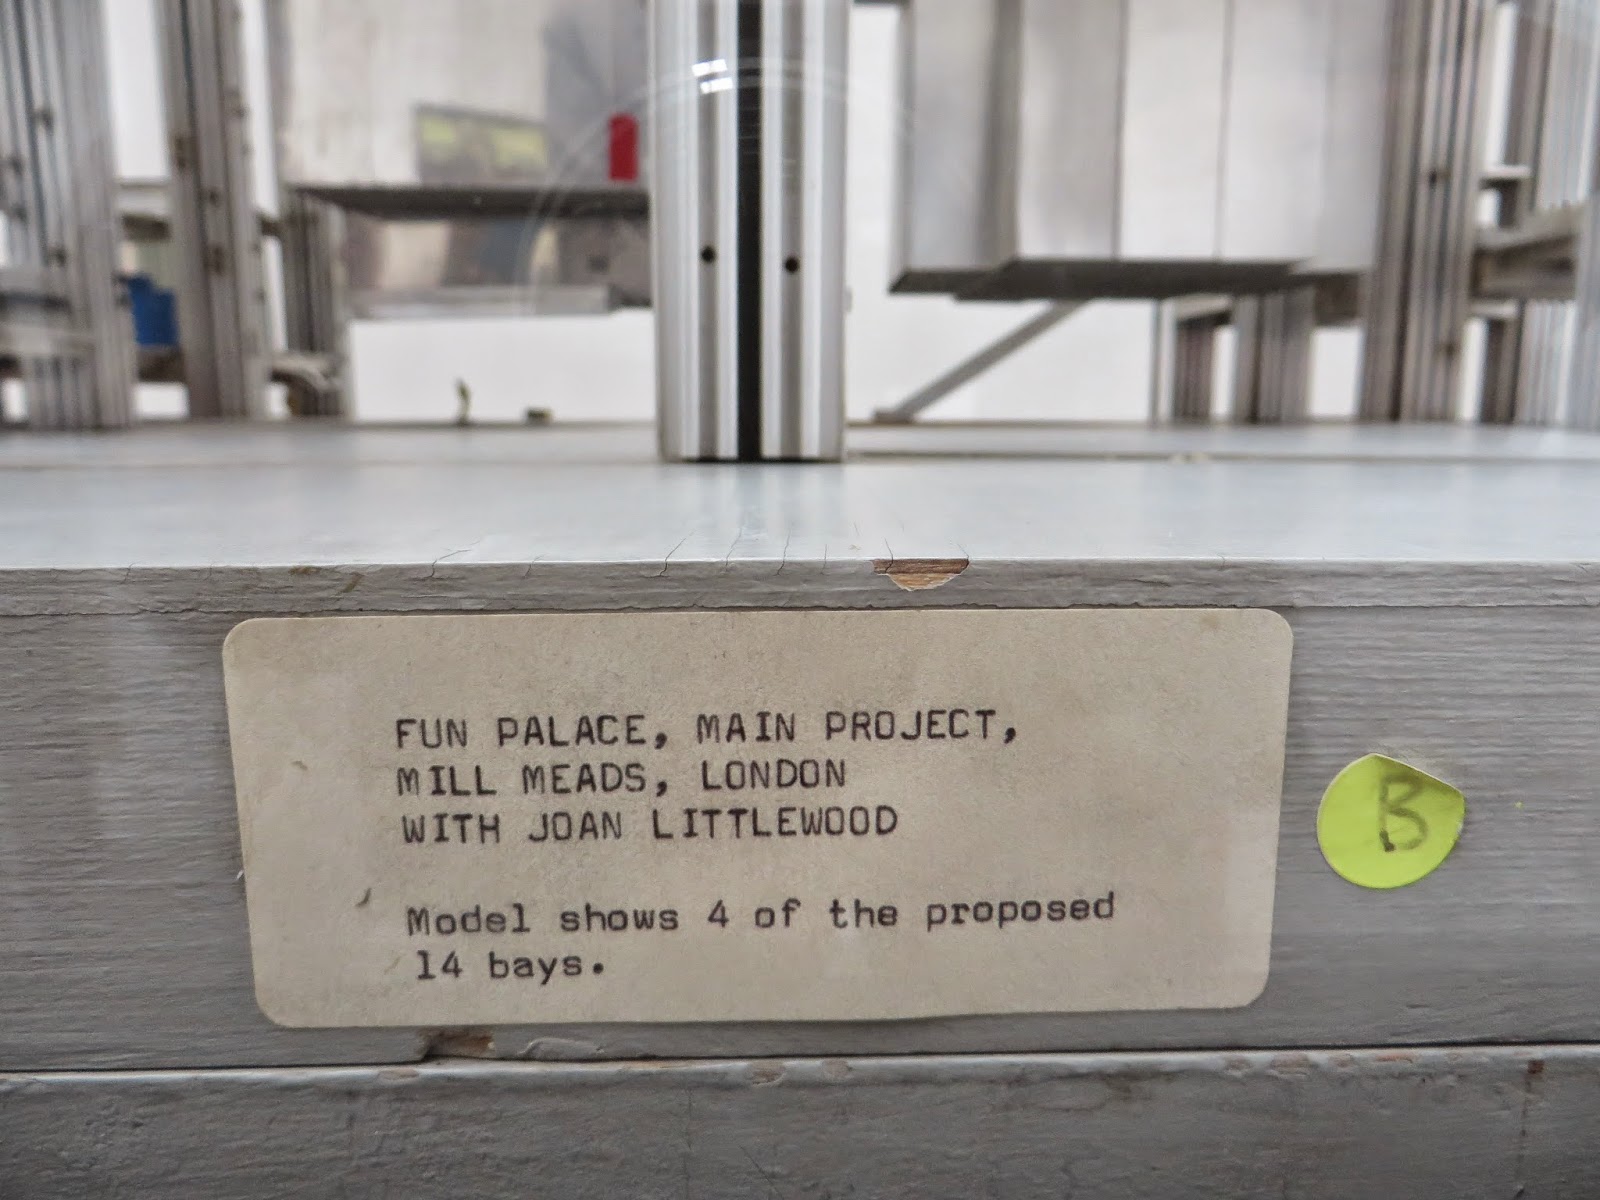 FUN PALACE, MAIN PROJECT,
MILL MEADS, LONDON
WITH JOAN LITTLEWOOD
Model shows 4 of the proposed
14 bays.
B